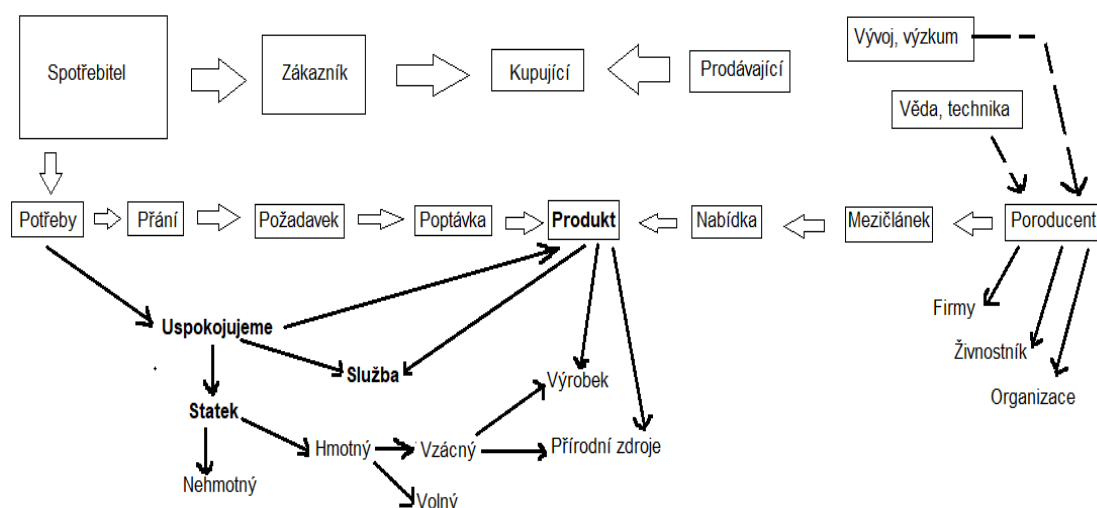 Spotřebitel
Zákazník
Kupující
Prodávající
Vývoj, výzkum
Věda, technika
Potřeby
Přání
Požadavek
Poptávka
Produkt
Nabídka
Mezičlánek
Poroducent
Firmy
Živnostník
Organizace
Uspokojujeme
Služba
Výrobek
Statek
Hmotný
Vzácný
Přírodní zdroje
Nehmotný
Volný